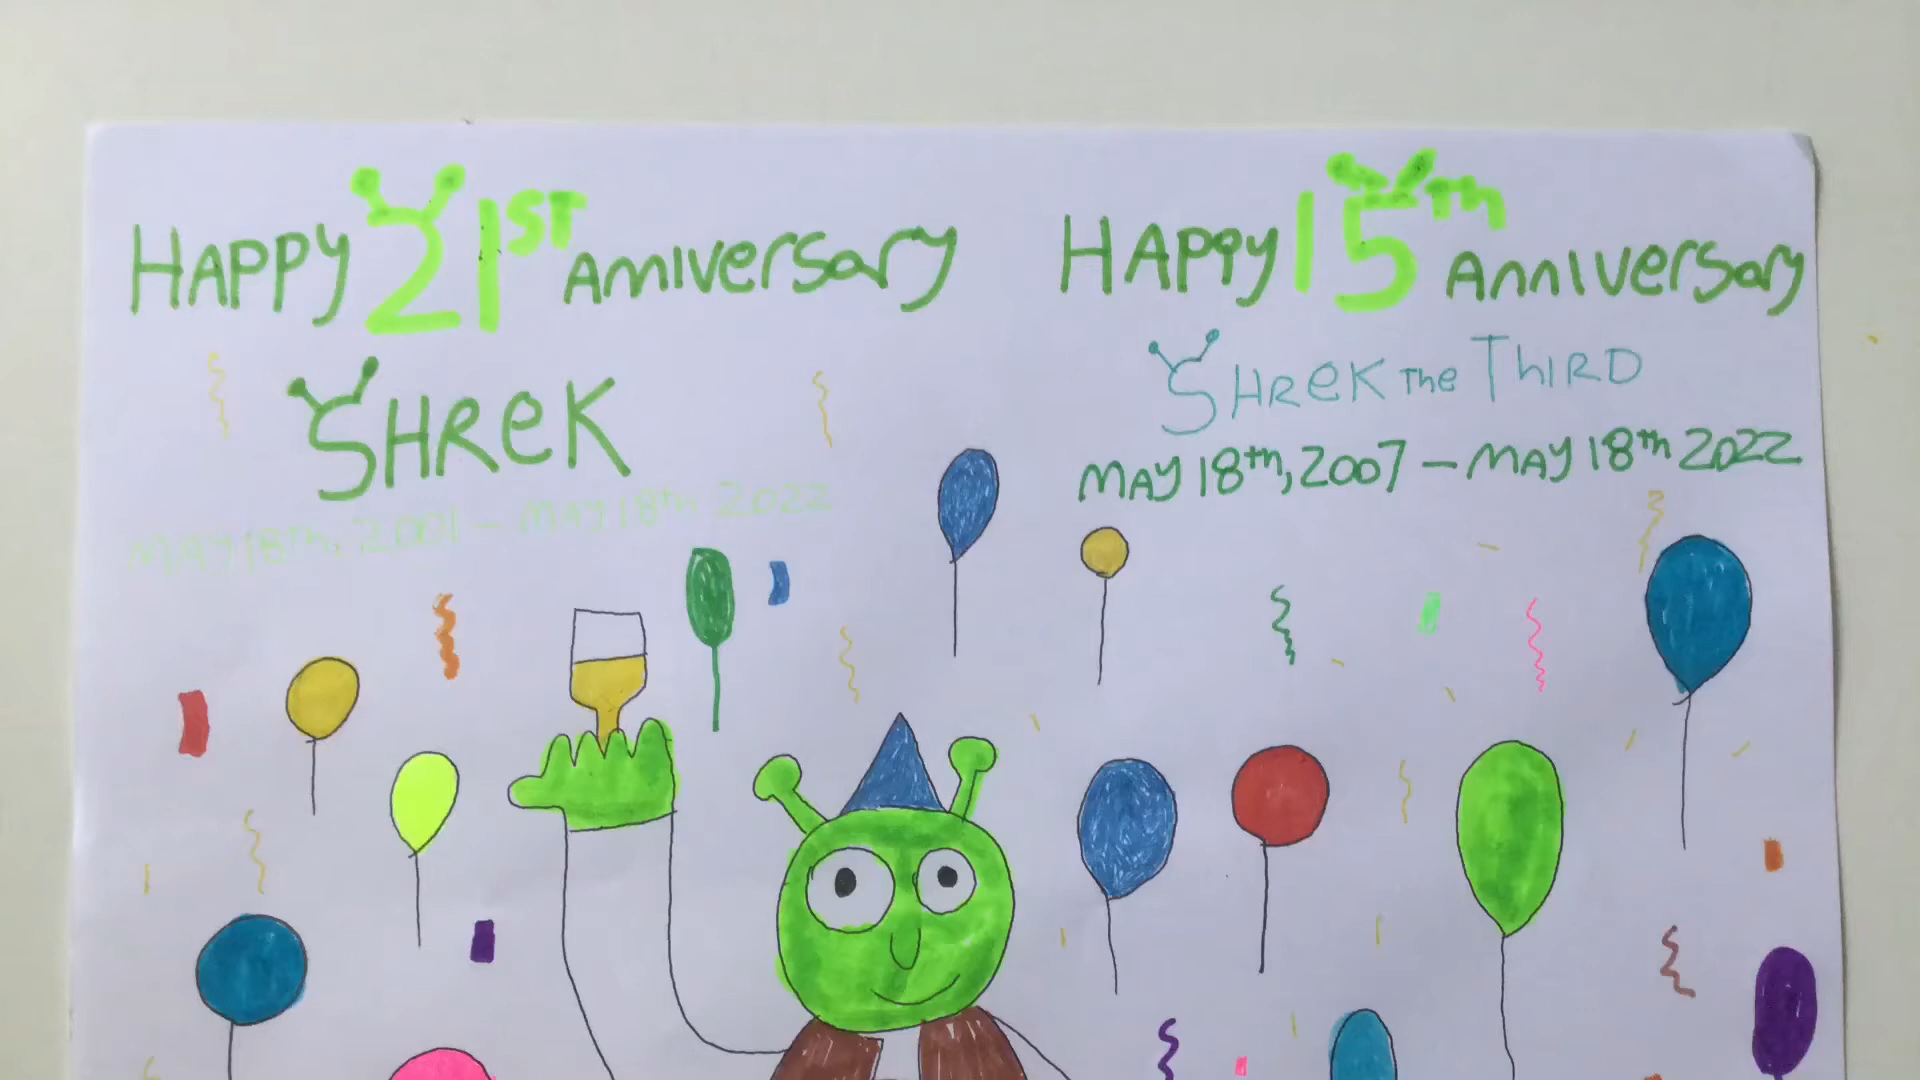 HAPPY 21ST ANIVERSARY
SHREK
MAY 18TH, 2001 - MAY 18TH 2022
HAPPY 15TH ANNIVERSARY
SHREK THE THIRD
MAY 18TH, 2007 - MAY 18TH 2022